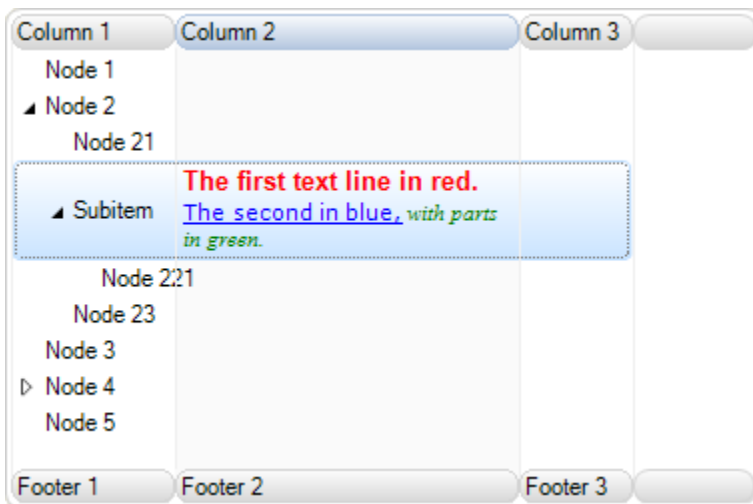 Column 1 Column 2 Column 3
Node 1
Node 2
Node 21
The first text line in red.
Subitem The second in blue, with parts
in green.
Node 221
Node 23
Node 3
Node 4
Node 5
Footer 1 Footer 2 Footer 3